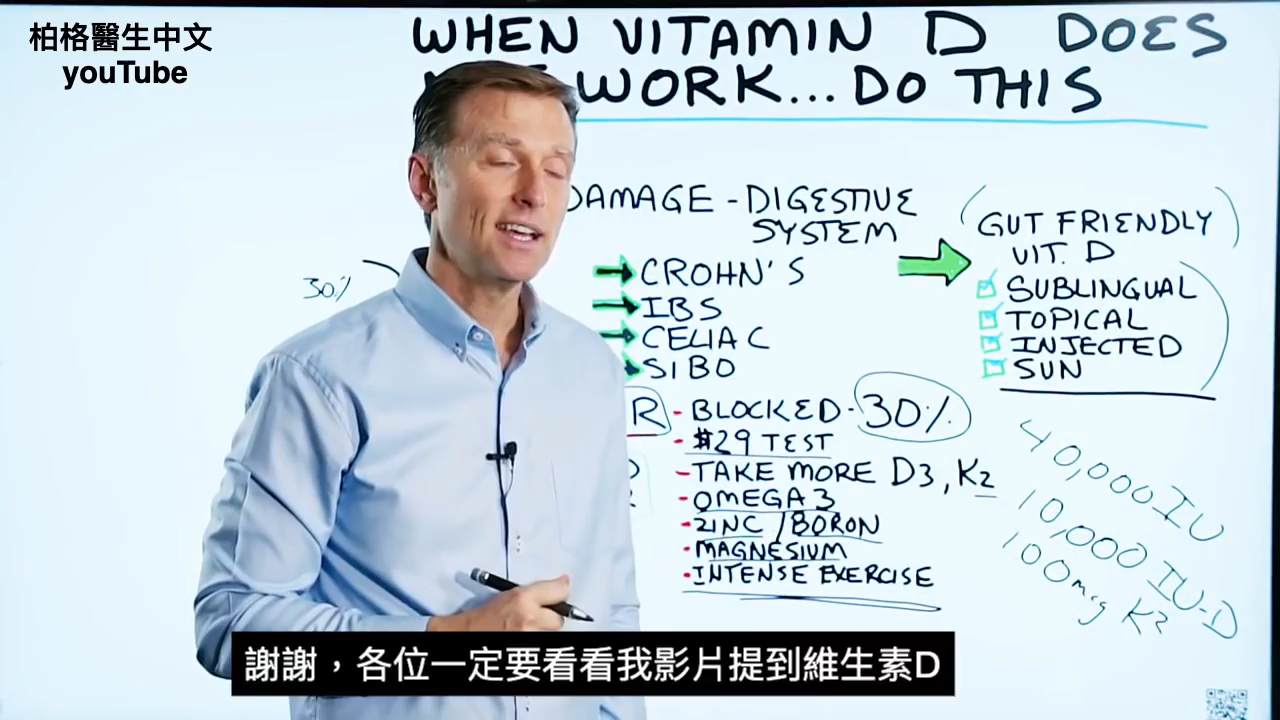 柏格醫生中文
youTube
WHEN VITAMIN D DOES
WORK... DO THIS
DAMAGE - DIGESTIVE
SYSTEM
CROHN'S
IBS
CELIAC
SIBO
(GUT FRIENDLY)
VIT. D
SUBLINGUAL
TOPICAL
INJECTED
SUN
30%
R - BLOCKED - 30%
- #29 TEST
- TAKE MORE D3, K2
- OMEGA 3
- ZINC / BORON
- MAGNESIUM
- INTENSE EXERCISE
40,000 IU
10,000 IU-D
100mcg K2
謝謝，各位一定要看看我影片提到維生素D